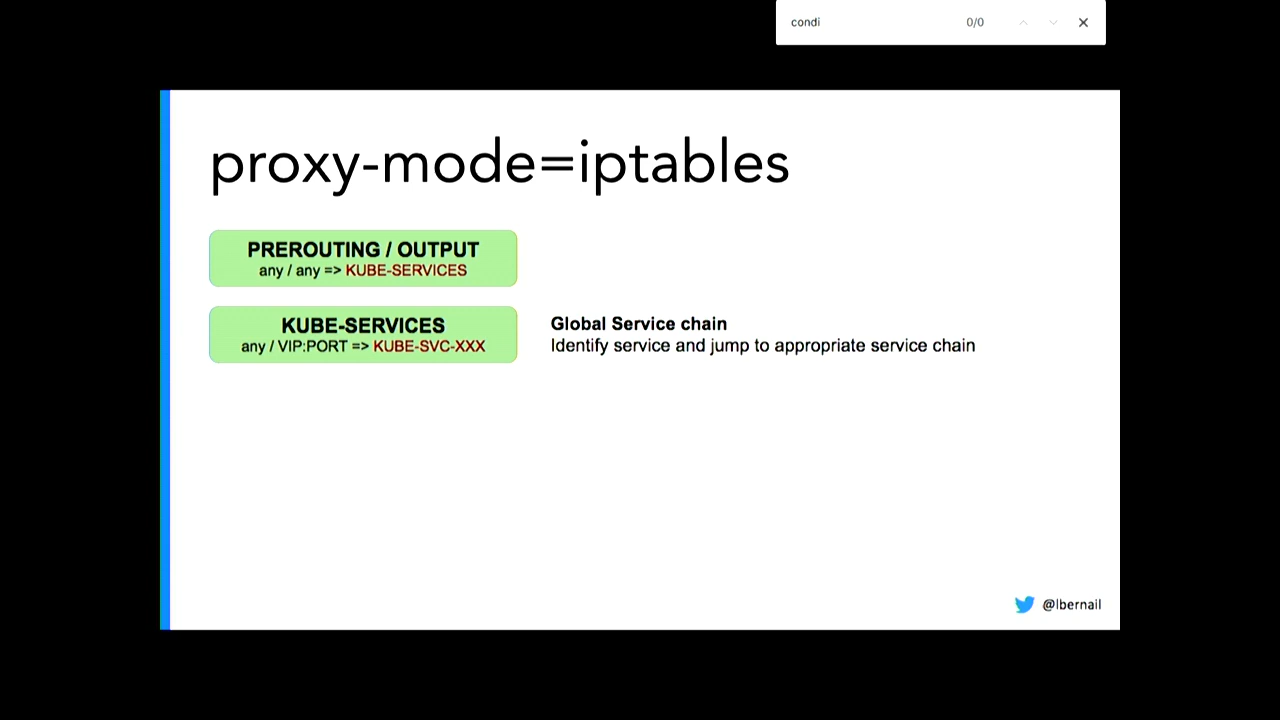 condi 0/0
proxy-mode=iptables
PREROUTING / OUTPUT
any / any => KUBE-SERVICES
KUBE-SERVICES
any / VIP:PORT => KUBE-SVC-XXX
Global Service chain
Identify service and jump to appropriate service chain
@lbernail